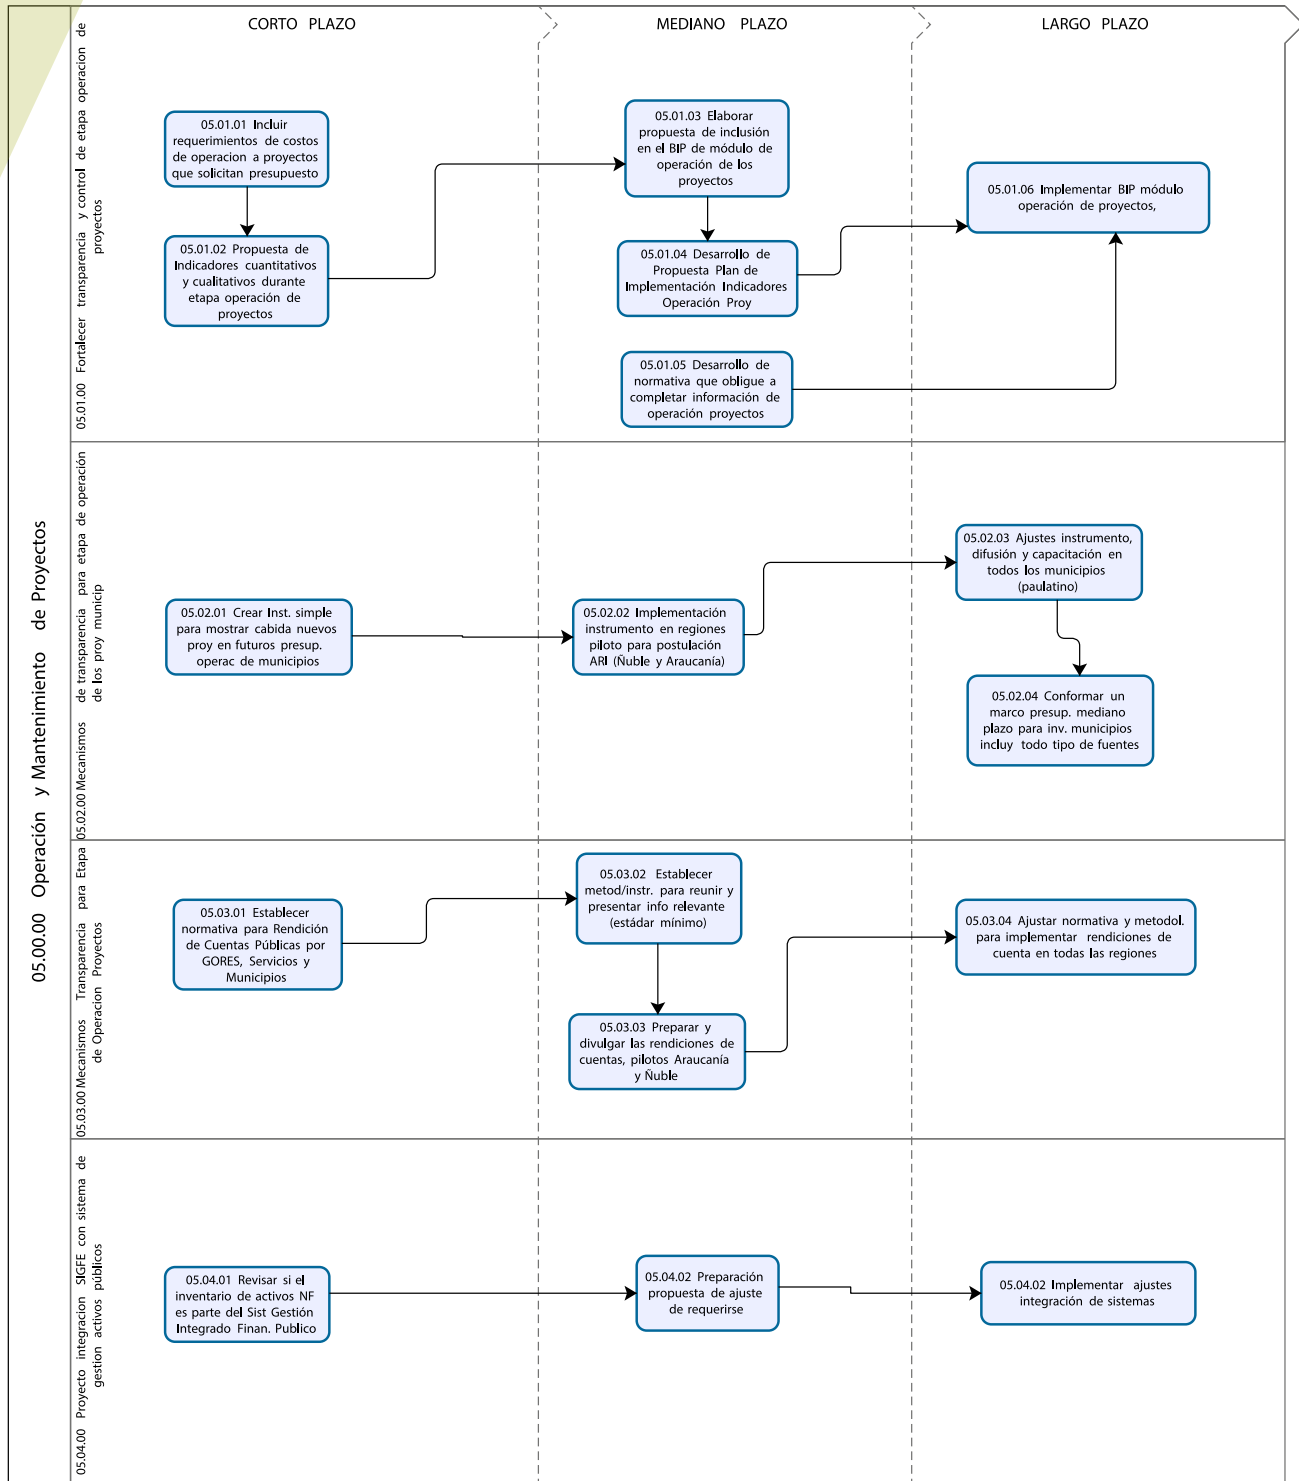 CORTO PLAZO
MEDIANO PLAZO
LARGO PLAZO
05.00.00 Operación y Mantenimiento de Proyectos
05.01.00 Fortalecer transparencia y control de etapa operacion de
proyectos
05.01.01 Incluir
requerimientos de costos
de operacion a proyectos
que solicitan presupuesto
05.01.02 Propuesta de
Indicadores cuantitativos
y cualitativos durante
etapa operación de
proyectos
05.01.03 Elaborar
propuesta de inclusión
en el BIP de módulo de
operación de los
proyectos
05.01.04 Desarrollo de
Propuesta Plan de
Implementación Indicadores
Operación Proy
05.01.05 Desarrollo de
normativa que obligue a
completar información de
operación proyectos
05.01.06 Implementar BIP módulo
operación de proyectos,
05.02.00 Mecanismos de transparencia para etapa de operación
de los proy municip
05.02.01 Crear Inst. simple
para mostrar cabida nuevos
proy en futuros presup.
operac de municipios
05.02.02 Implementación
instrumento en regiones
piloto para postulación
ARI (Ñuble y Araucanía)
05.02.03 Ajustes instrumento,
difusión y capacitación en
todos los municipios
(paulatino)
05.02.04 Conformar un
marco presup. mediano
plazo para inv. municipios
incluy todo tipo de fuentes
05.03.00 Mecanismos Transparencia para Etapa
de Operacion Proyectos
05.03.01 Establecer
normativa para Rendición
de Cuentas Públicas por
GORES, Servicios y
Municipios
05.03.02 Establecer
metod/instr. para reunir y
presentar info relevante
(estádar mínimo)
05.03.03 Preparar y
divulgar las rendiciones de
cuentas, pilotos Araucanía
y Ñuble
05.03.04 Ajustar normativa y metodol.
para implementar rendiciones de
cuenta en todas las regiones
05.04.00 Proyecto integracion SIGFE con sistema de
gestion activos públicos
05.04.01 Revisar si el
inventario de activos NF
es parte del Sist Gestión
Integrado Finan. Publico
05.04.02 Preparación
propuesta de ajuste
de requerirse
05.04.02 Implementar ajustes
integración de sistemas